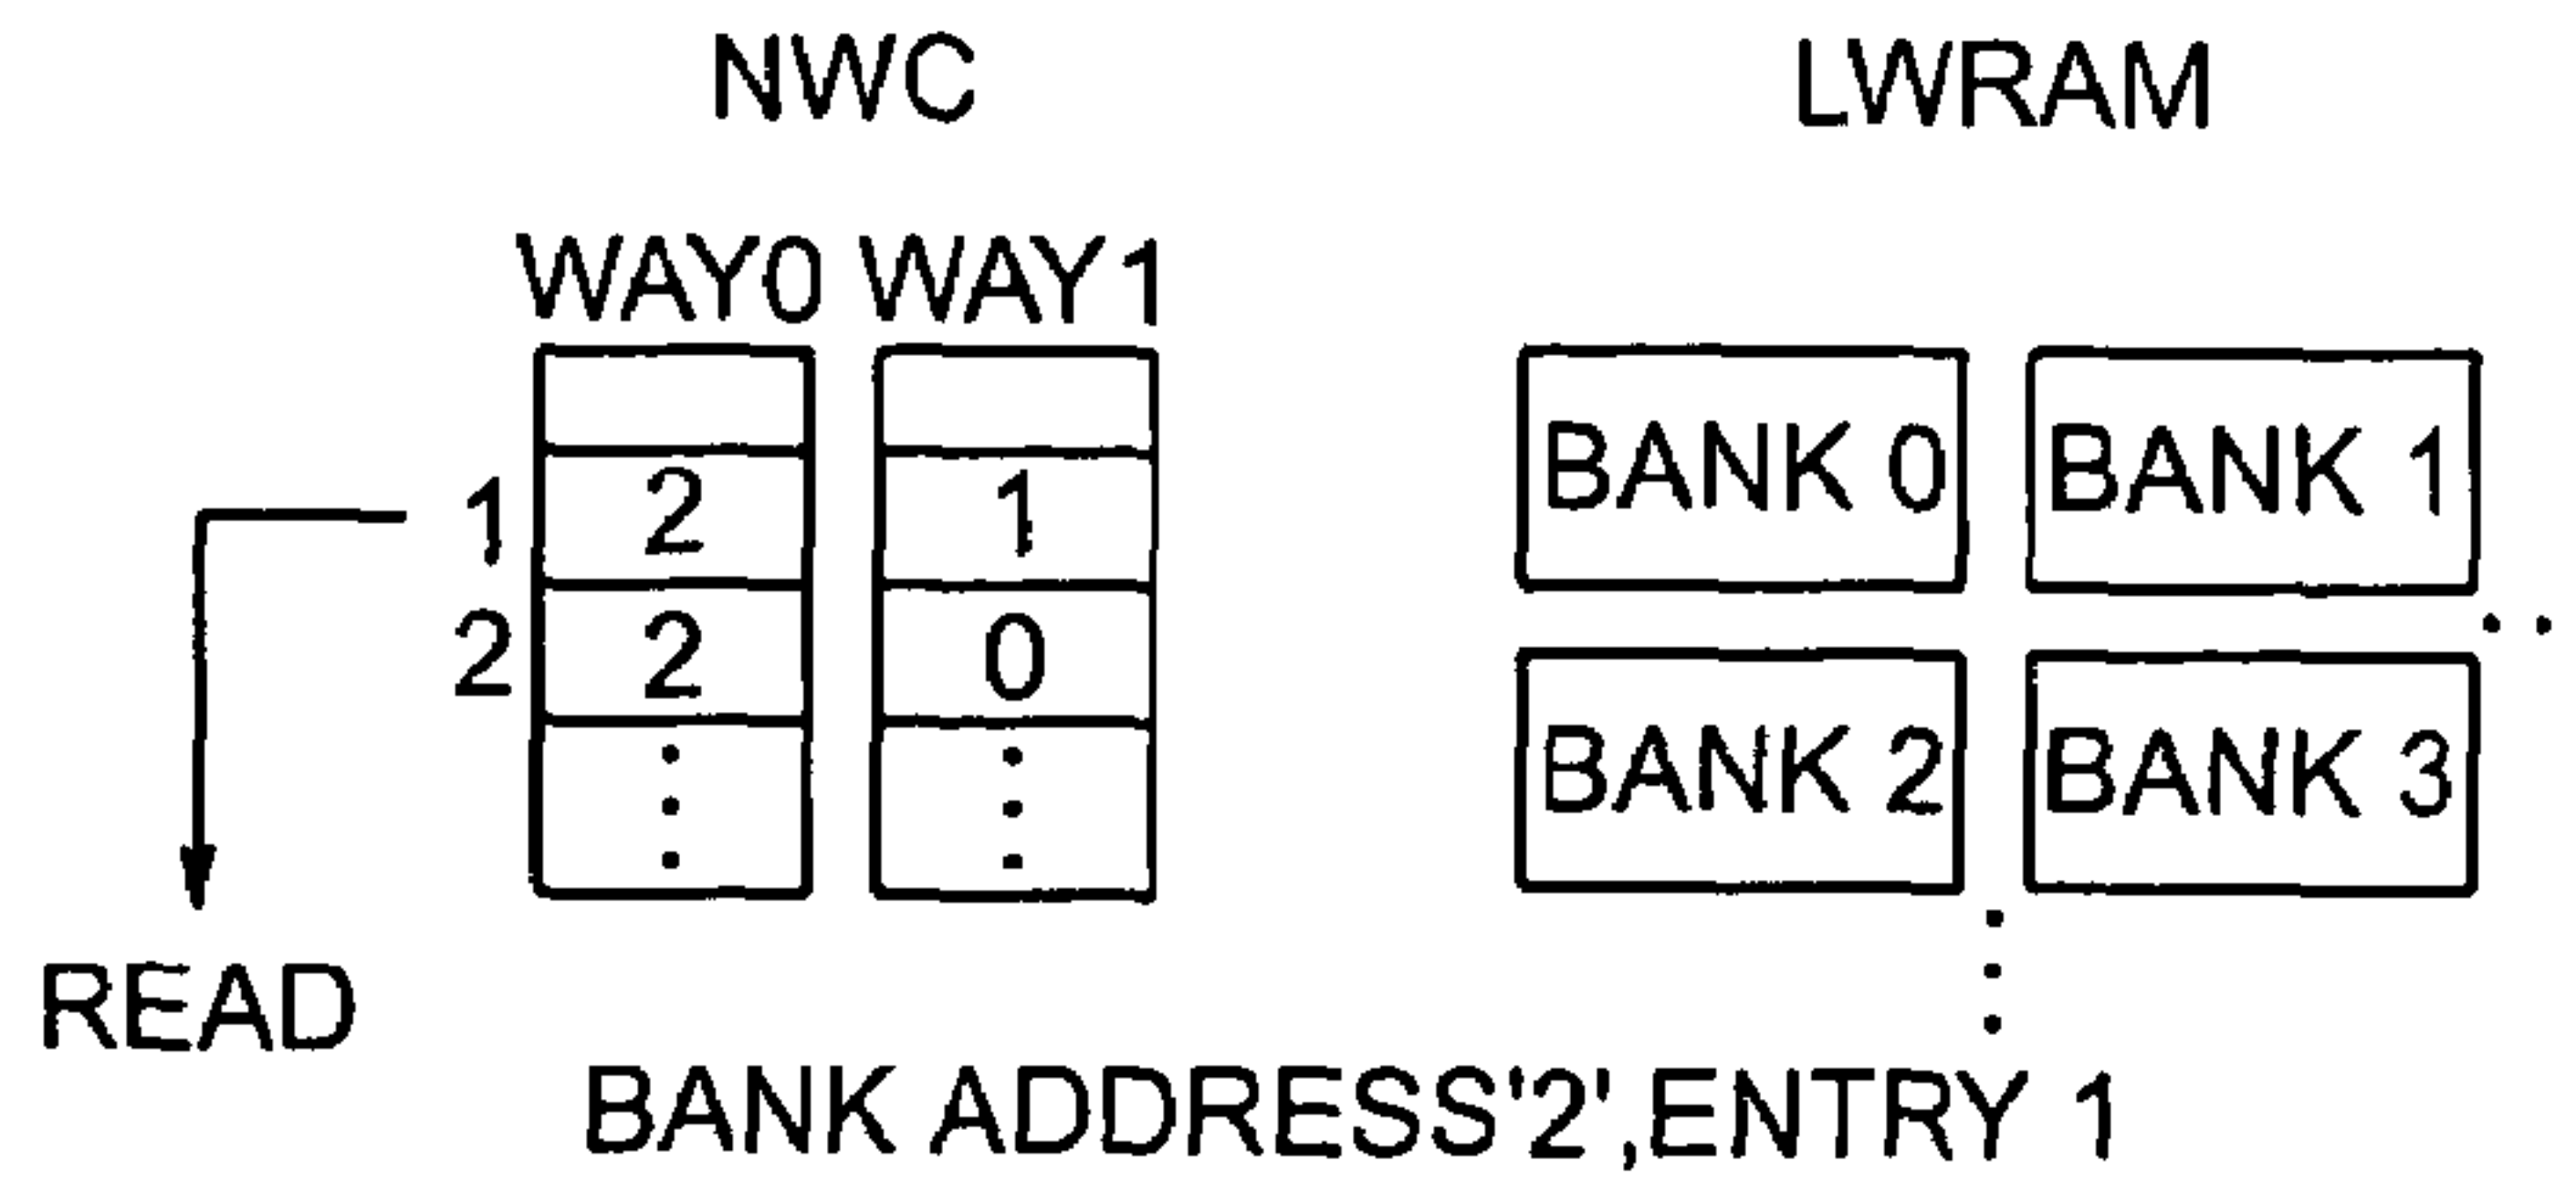 NWC LWRAM
WAY0 WAY1
BANK 0 BANK 1
1 2 1
2 2 0
BANK 2 BANK 3
READ
BANK ADDRESS'2',ENTRY 1